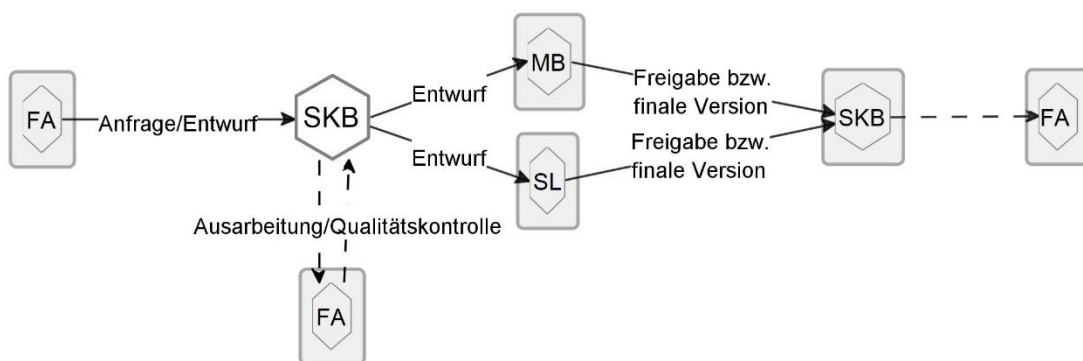 FA
Anfrage/Entwurf
SKB
Entwurf
Entwurf
MB
SL
Freigabe bzw.
finale Version
Freigabe bzw.
finale Version
SKB
FA
Ausarbeitung/Qualitätskontrolle
FA